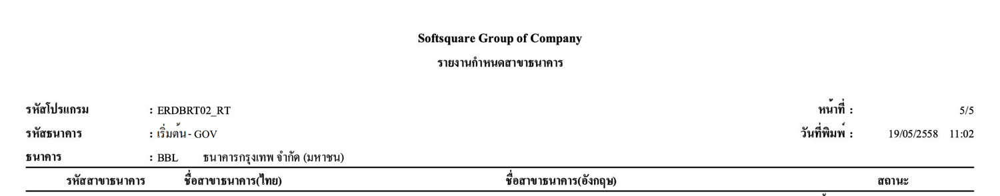 Softsquare Group of Company
รายงานกำหนดสาขาธนาคาร
รหัสโปรแกรม : ERDBRT02_RT หน้าที่ : 5/5
รหัสธนาคาร : เริ่มต้น - GOV วันที่พิมพ์ : 19/05/2558 11:02
ธนาคาร : BBL ธนาคารกรุงเทพ จำกัด (มหาชน)
รหัสสาขาธนาคาร ชื่อสาขาธนาคาร(ไทย) ชื่อสาขาธนาคาร(อังกฤษ) สถานะ